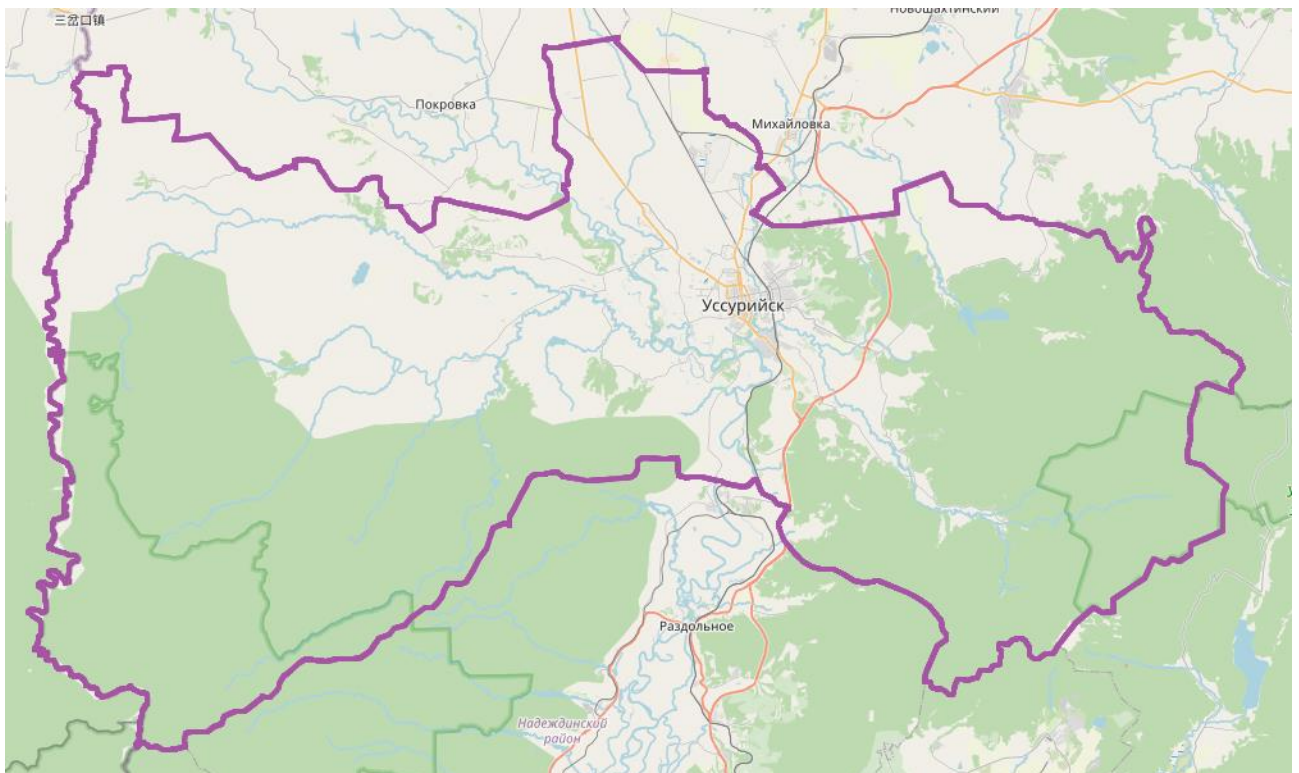 三岔口镇
Новошахтинский
Покровка
Михайловка
Уссурийск
Раздольное
Надеждинский
район